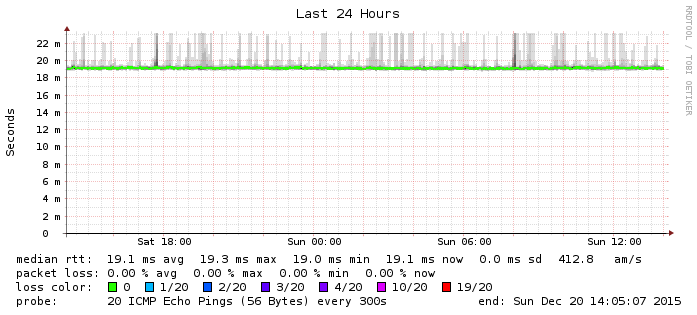 Last 24 Hours
RRDTOOL / TOBI OETIKER
Seconds
22 m
20 m
18 m
16 m
14 m
12 m
10 m
8 m
6 m
4 m
2 m
0
Sat 18:00 Sun 00:00 Sun 06:00 Sun 12:00
median rtt: 19.1 ms avg 19.3 ms max 19.0 ms min 19.1 ms now 0.0 ms sd 412.8 am/s
packet loss: 0.00 % avg 0.00 % max 0.00 % min 0.00 % now
loss color: 0 1/20 2/20 3/20 4/20 10/20 19/20
probe: 20 ICMP Echo Pings (56 Bytes) every 300s end: Sun Dec 20 14:05:07 2015